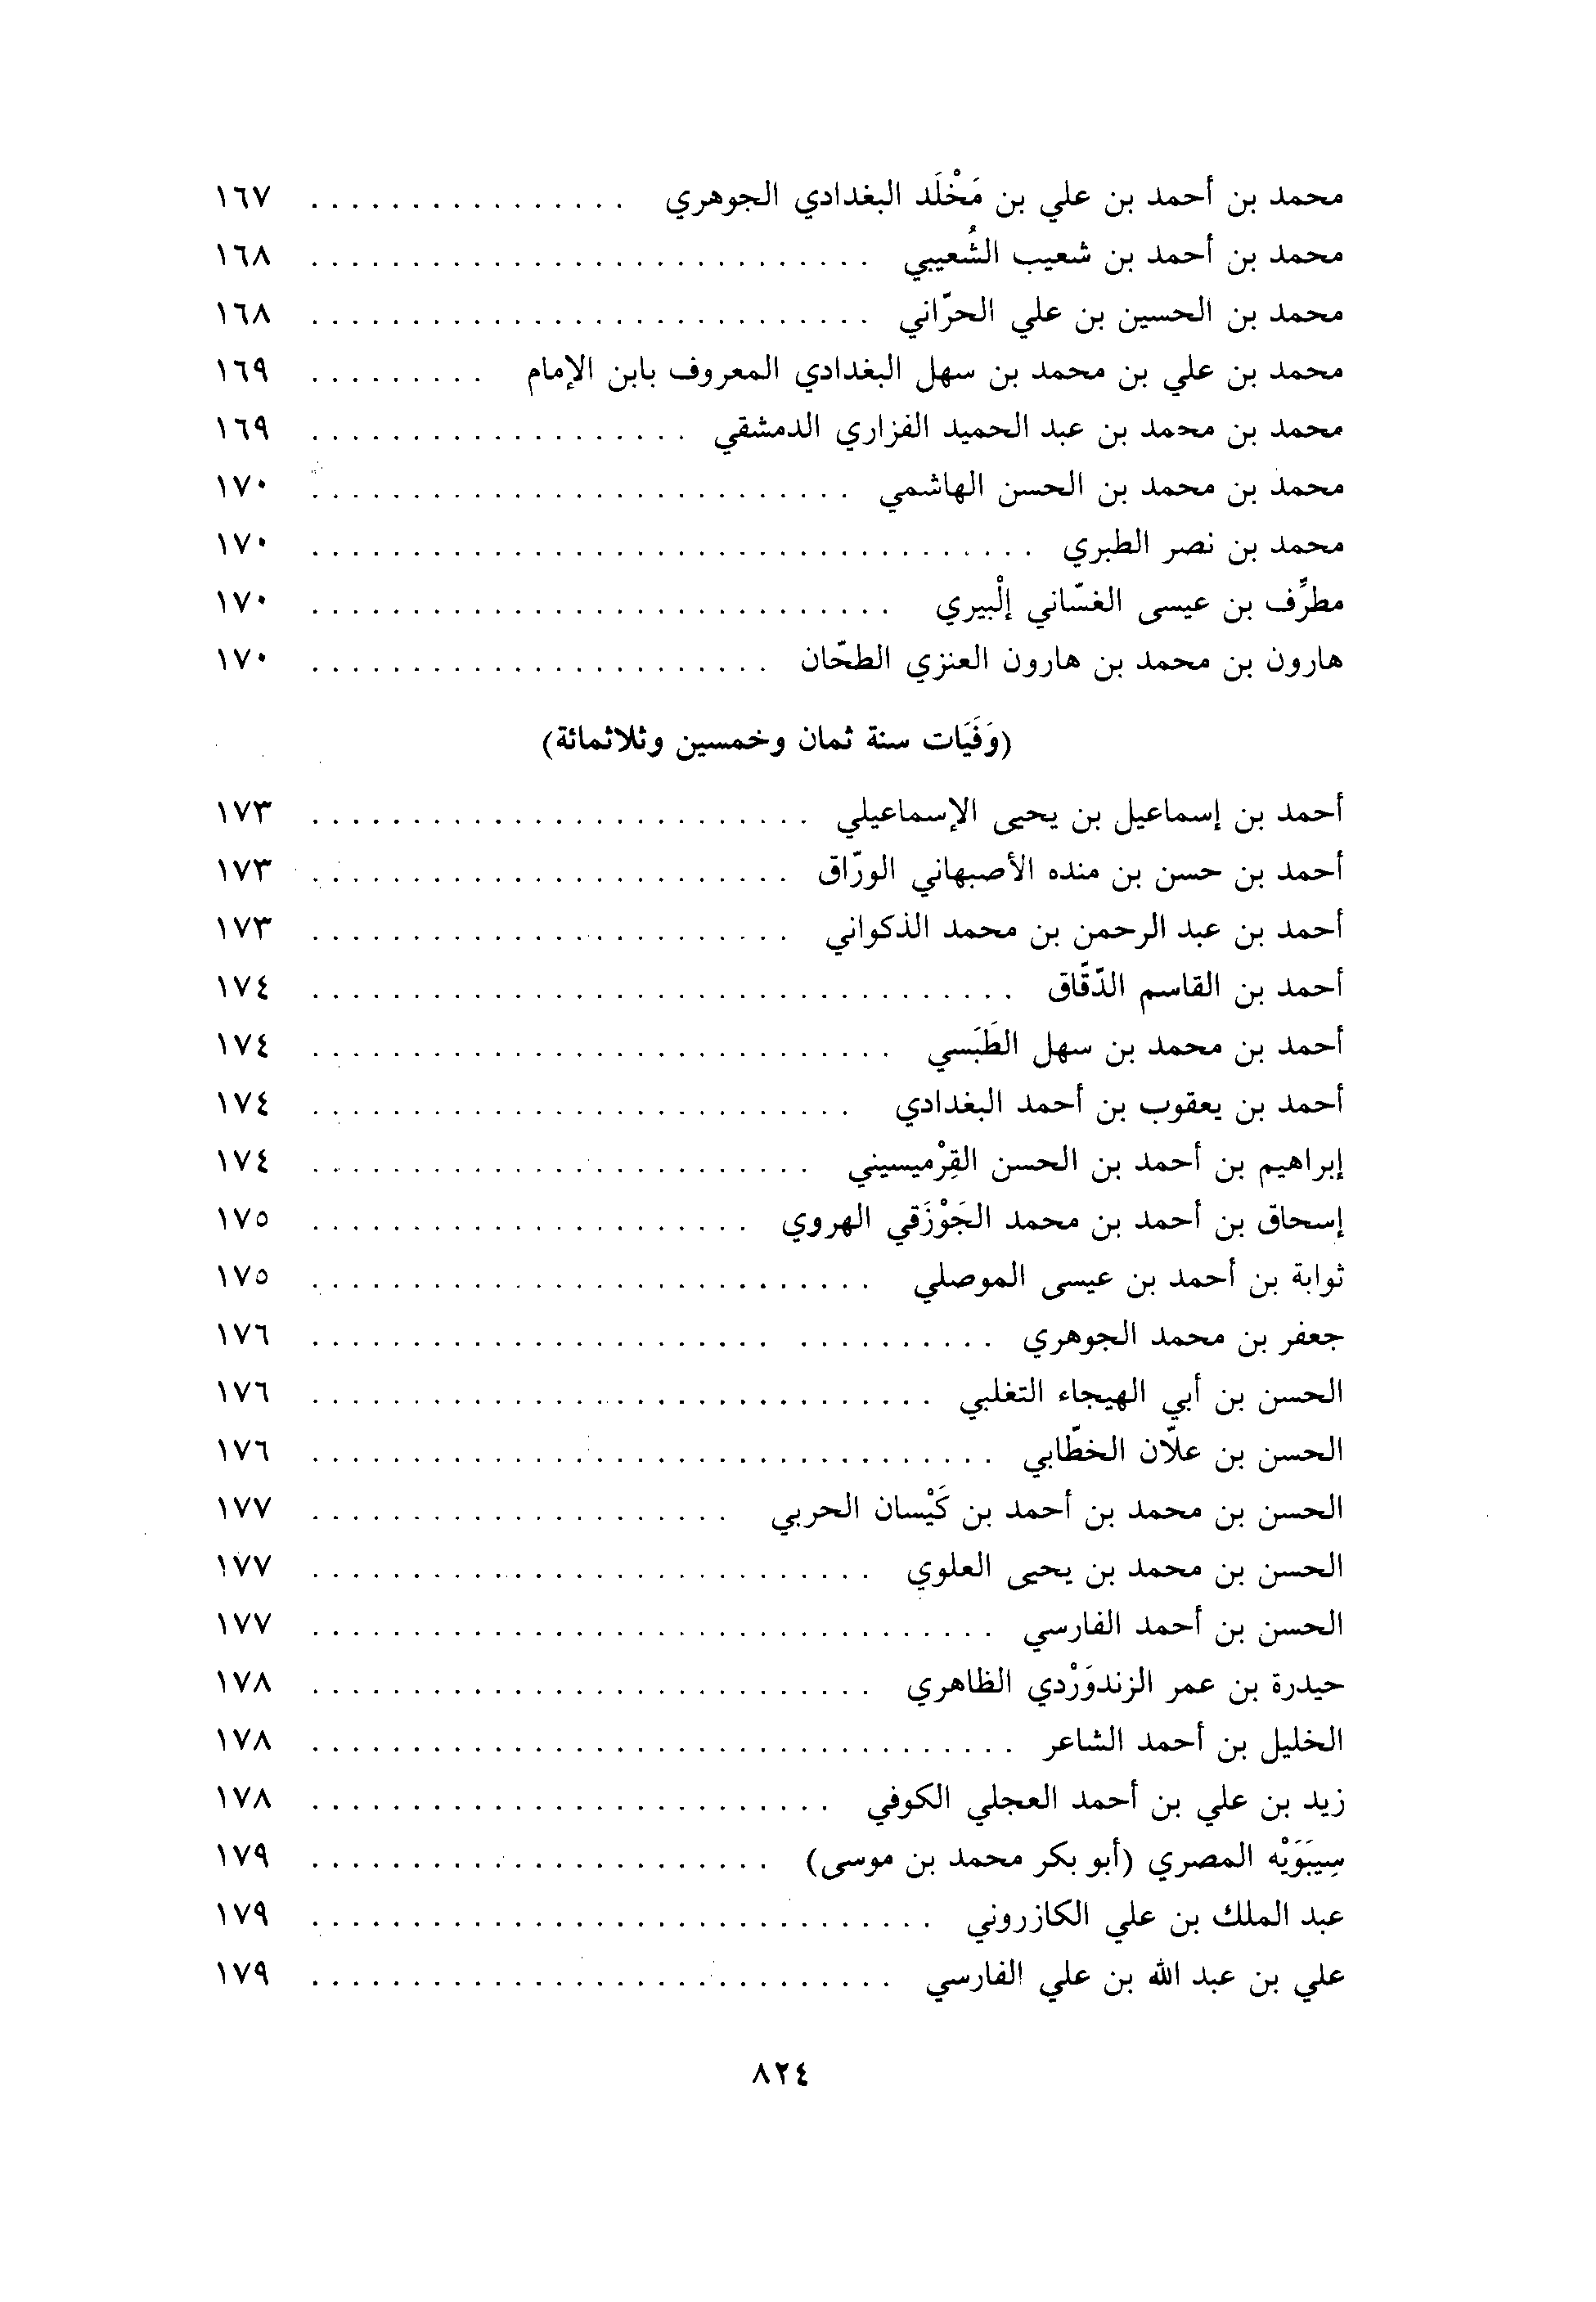 محمد بن أحمد بن علي بن مَخْلَد البغدادي الجوهري . . . . . . . . . . . . . . . . ١٦٧
محمد بن أحمد بن شعيب الشُعيبي . . . . . . . . . . . . . . . . . . . . . . . . . . . . ١٦٨
محمد بن الحسين بن علي الحرّاني . . . . . . . . . . . . . . . . . . . . . . . . . . . . ١٦٨
محمد بن علي بن محمد بن سهل البغدادي المعروف بابن الإمام . . . . . . . . . ١٦٩
محمد بن محمد بن عبد الحميد الفزاري الدمشقي . . . . . . . . . . . . . . . . . . . ١٦٩
محمد بن محمد بن الحسن الهاشمي . . . . . . . . . . . . . . . . . . . . . . . . . . . ١٧٠
محمد بن نصر الطبري . . . . . . . . . . . . . . . . . . . . . . . . . . . . . . . . . . . . ١٧٠
مطرِّف بن عيسى الغسّاني إلْبيري . . . . . . . . . . . . . . . . . . . . . . . . . . . . . ١٧٠
هارون بن محمد بن هارون العنزي الطحّان . . . . . . . . . . . . . . . . . . . . . . . ١٧٠
(وَفَيَات سنة ثمان وخمسين وثلاثمائة)
أحمد بن إسماعيل بن يحيى الإسماعيلي . . . . . . . . . . . . . . . . . . . . . . . . . ١٧٣
أحمد بن حسن بن منده الأصبهاني الورّاق . . . . . . . . . . . . . . . . . . . . . . . . ١٧٣
أحمد بن عبد الرحمن بن محمد الذكواني . . . . . . . . . . . . . . . . . . . . . . . . ١٧٣
أحمد بن القاسم الدّقّاق . . . . . . . . . . . . . . . . . . . . . . . . . . . . . . . . . . . ١٧٤
أحمد بن محمد بن سهل الطَبَسي . . . . . . . . . . . . . . . . . . . . . . . . . . . . . ١٧٤
أحمد بن يعقوب بن أحمد البغدادي . . . . . . . . . . . . . . . . . . . . . . . . . . . ١٧٤
إبراهيم بن أحمد بن الحسن القِرْميسيني . . . . . . . . . . . . . . . . . . . . . . . . . ١٧٤
إسحاق بن أحمد بن محمد الجَوْزَقي الهروي . . . . . . . . . . . . . . . . . . . . . . ١٧٥
ثوابة بن أحمد بن عيسى الموصلي . . . . . . . . . . . . . . . . . . . . . . . . . . . . ١٧٥
جعفر بن محمد الجوهري . . . . . . . . . . . . . . . . . . . . . . . . . . . . . . . . . ١٧٦
الحسن بن أبي الهيجاء التغلبي . . . . . . . . . . . . . . . . . . . . . . . . . . . . . . . ١٧٦
الحسن بن علاّن الخطّابي . . . . . . . . . . . . . . . . . . . . . . . . . . . . . . . . . . ١٧٦
الحسن بن محمد بن أحمد بن كَيْسان الحربي . . . . . . . . . . . . . . . . . . . . . ١٧٧
الحسن بن محمد بن يحيى العلوي . . . . . . . . . . . . . . . . . . . . . . . . . . . . ١٧٧
الحسن بن أحمد الفارسي . . . . . . . . . . . . . . . . . . . . . . . . . . . . . . . . . . ١٧٧
حيدرة بن عمر الزندوَرْدي الظاهري . . . . . . . . . . . . . . . . . . . . . . . . . . . . ١٧٨
الخليل بن أحمد الشاعر . . . . . . . . . . . . . . . . . . . . . . . . . . . . . . . . . . . ١٧٨
زيد بن علي بن أحمد العجلي الكوفي . . . . . . . . . . . . . . . . . . . . . . . . . . ١٧٨
سِيبَوَيْه المصري (أبو بكر محمد بن موسى) . . . . . . . . . . . . . . . . . . . . . . . ١٧٩
عبد الملك بن علي الكازروني . . . . . . . . . . . . . . . . . . . . . . . . . . . . . . . ١٧٩
علي بن عبد الله بن علي الفارسي . . . . . . . . . . . . . . . . . . . . . . . . . . . . . ١٧٩
٨٢٤